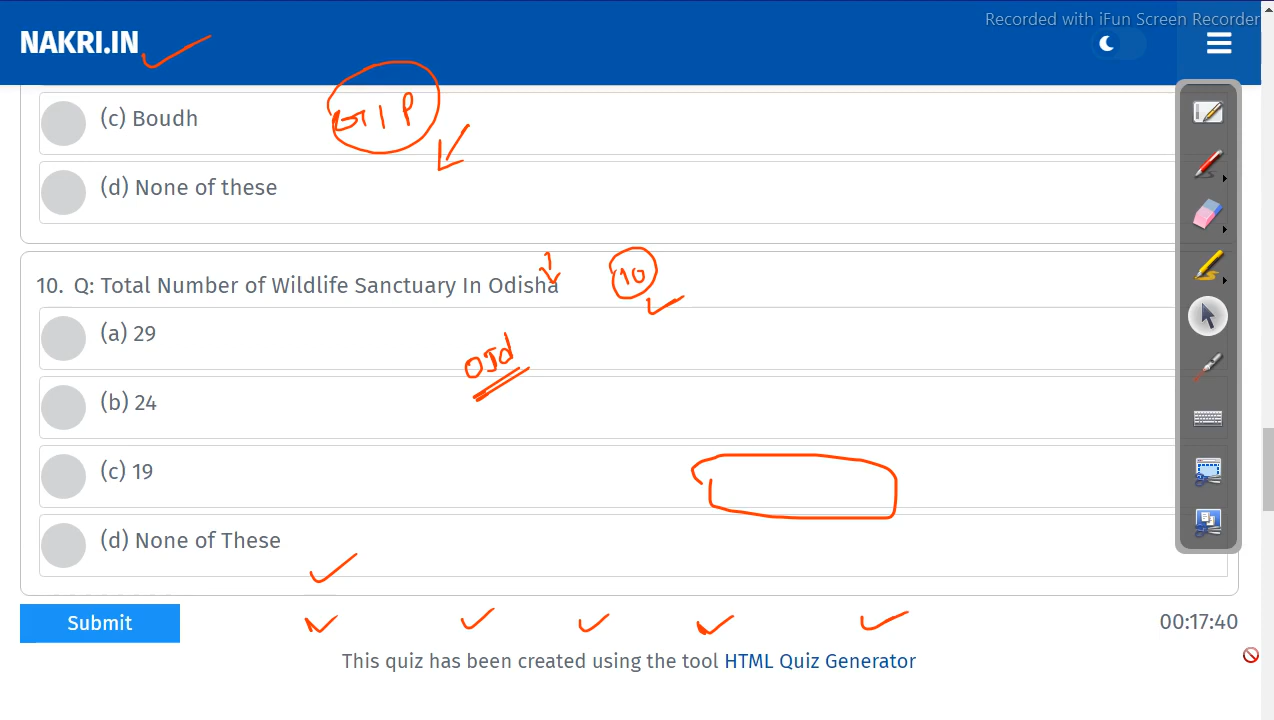 Recorded with iFun Screen Recorder
NAKRI.IN
(c) Boudh
(d) None of these
10. Q: Total Number of Wildlife Sanctuary In Odisha
10
(a) 29
(b) 24
(c) 19
(d) None of These
Submit
00:17:40
This quiz has been created using the tool HTML Quiz Generator